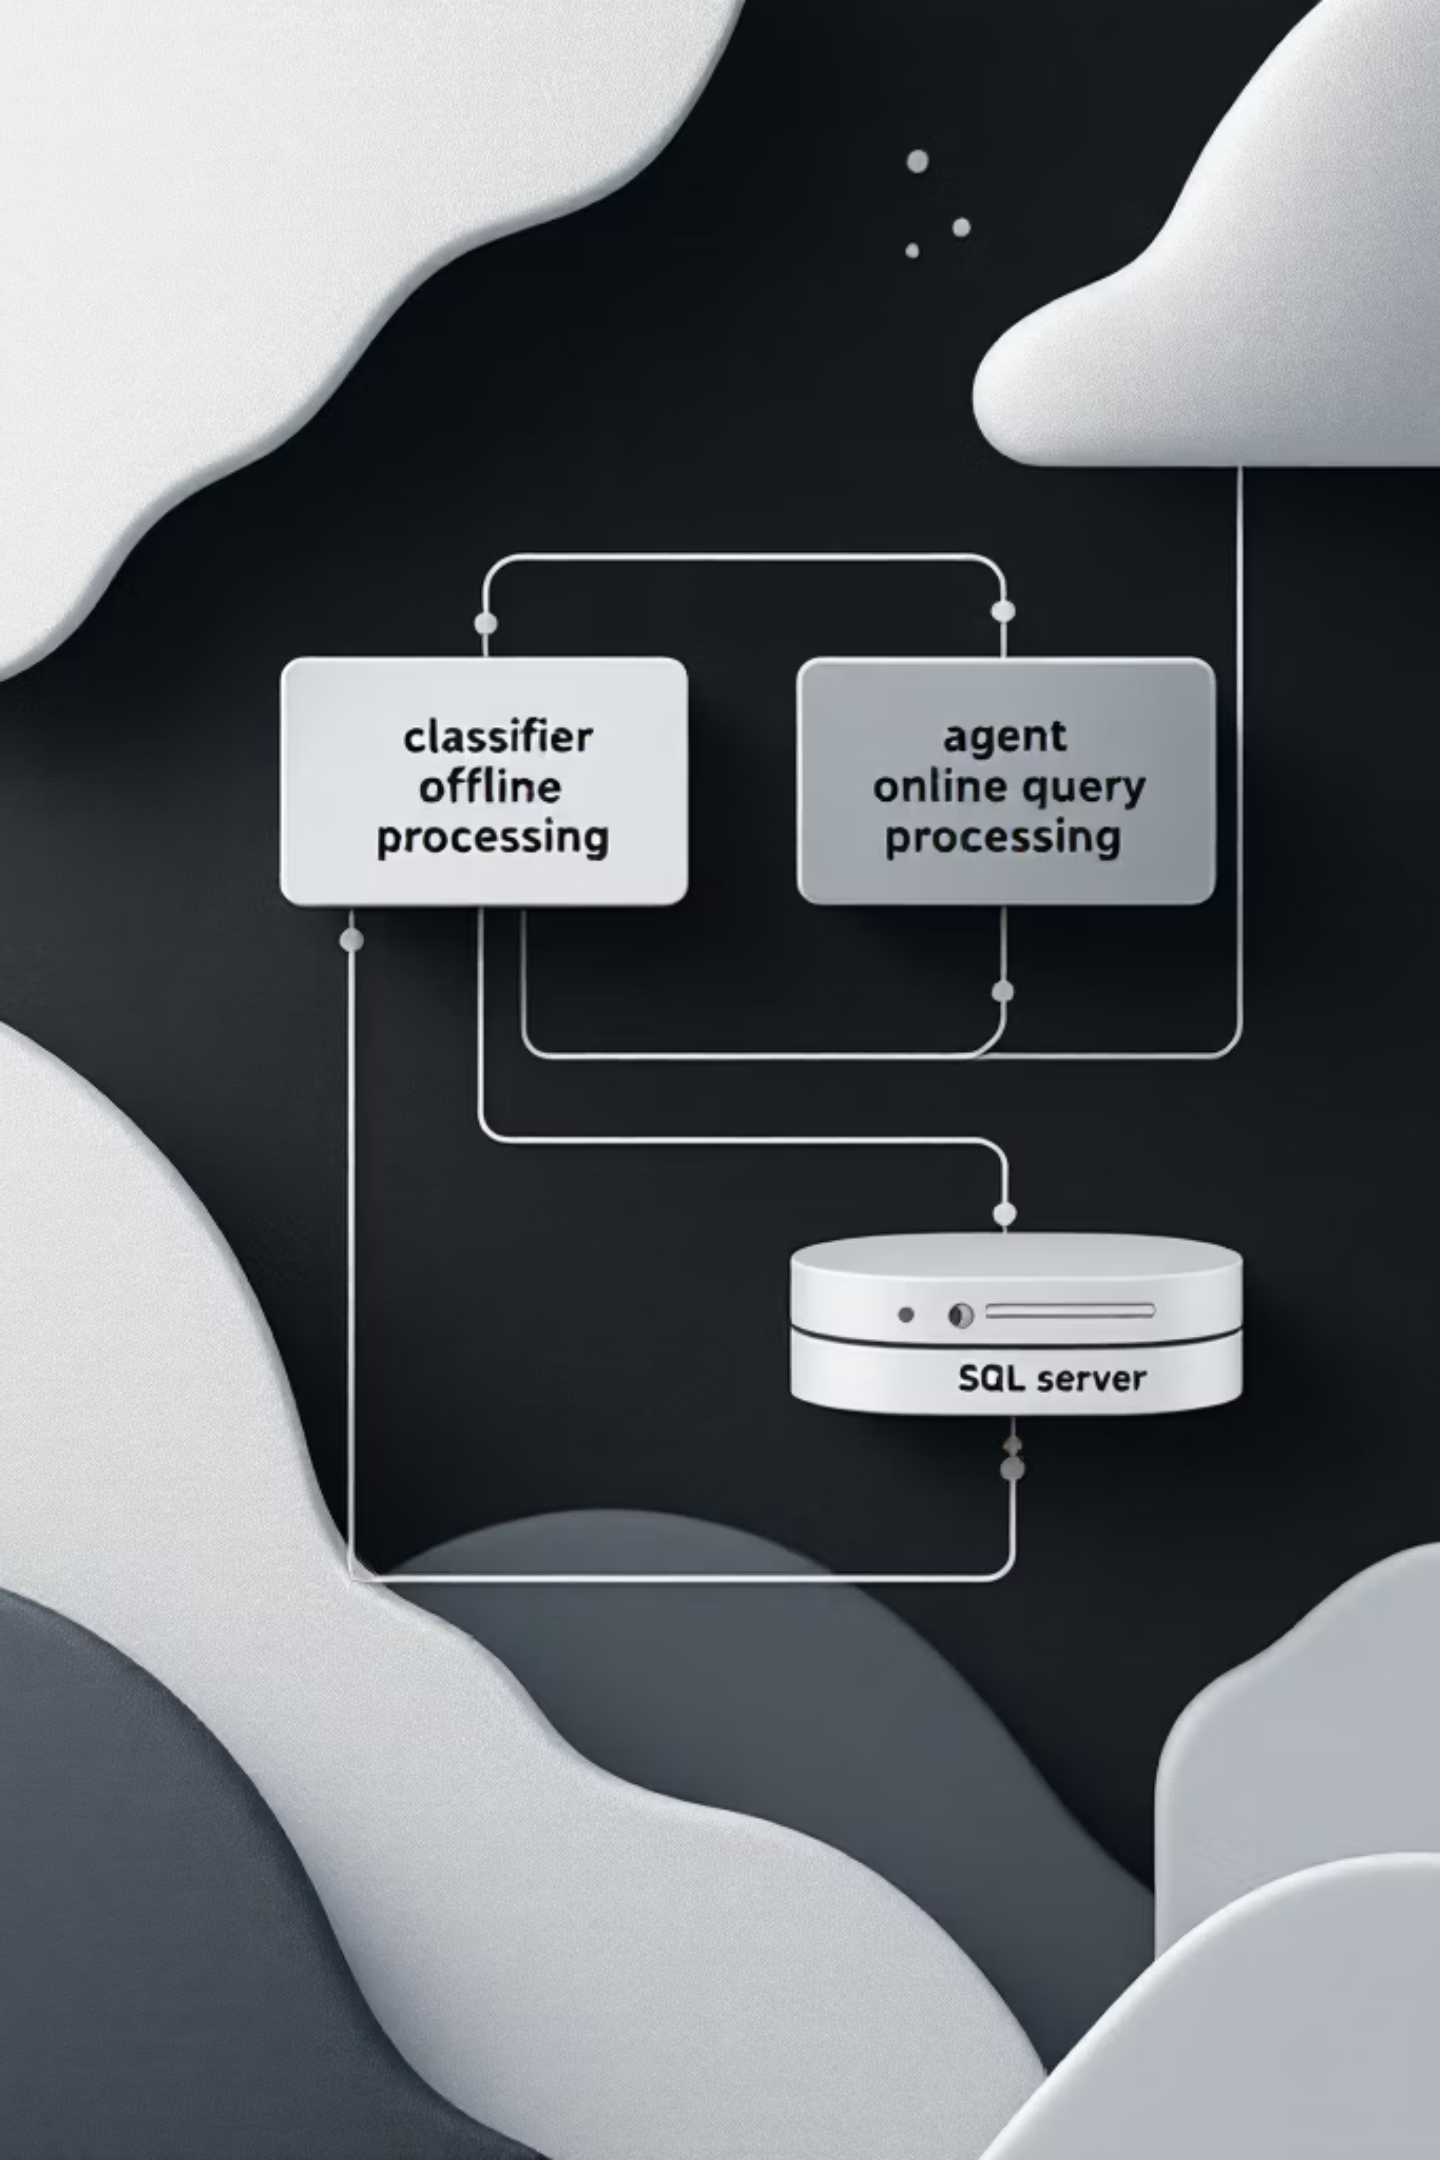 classifier
offline
processing
agent
online query
processing
SQL server